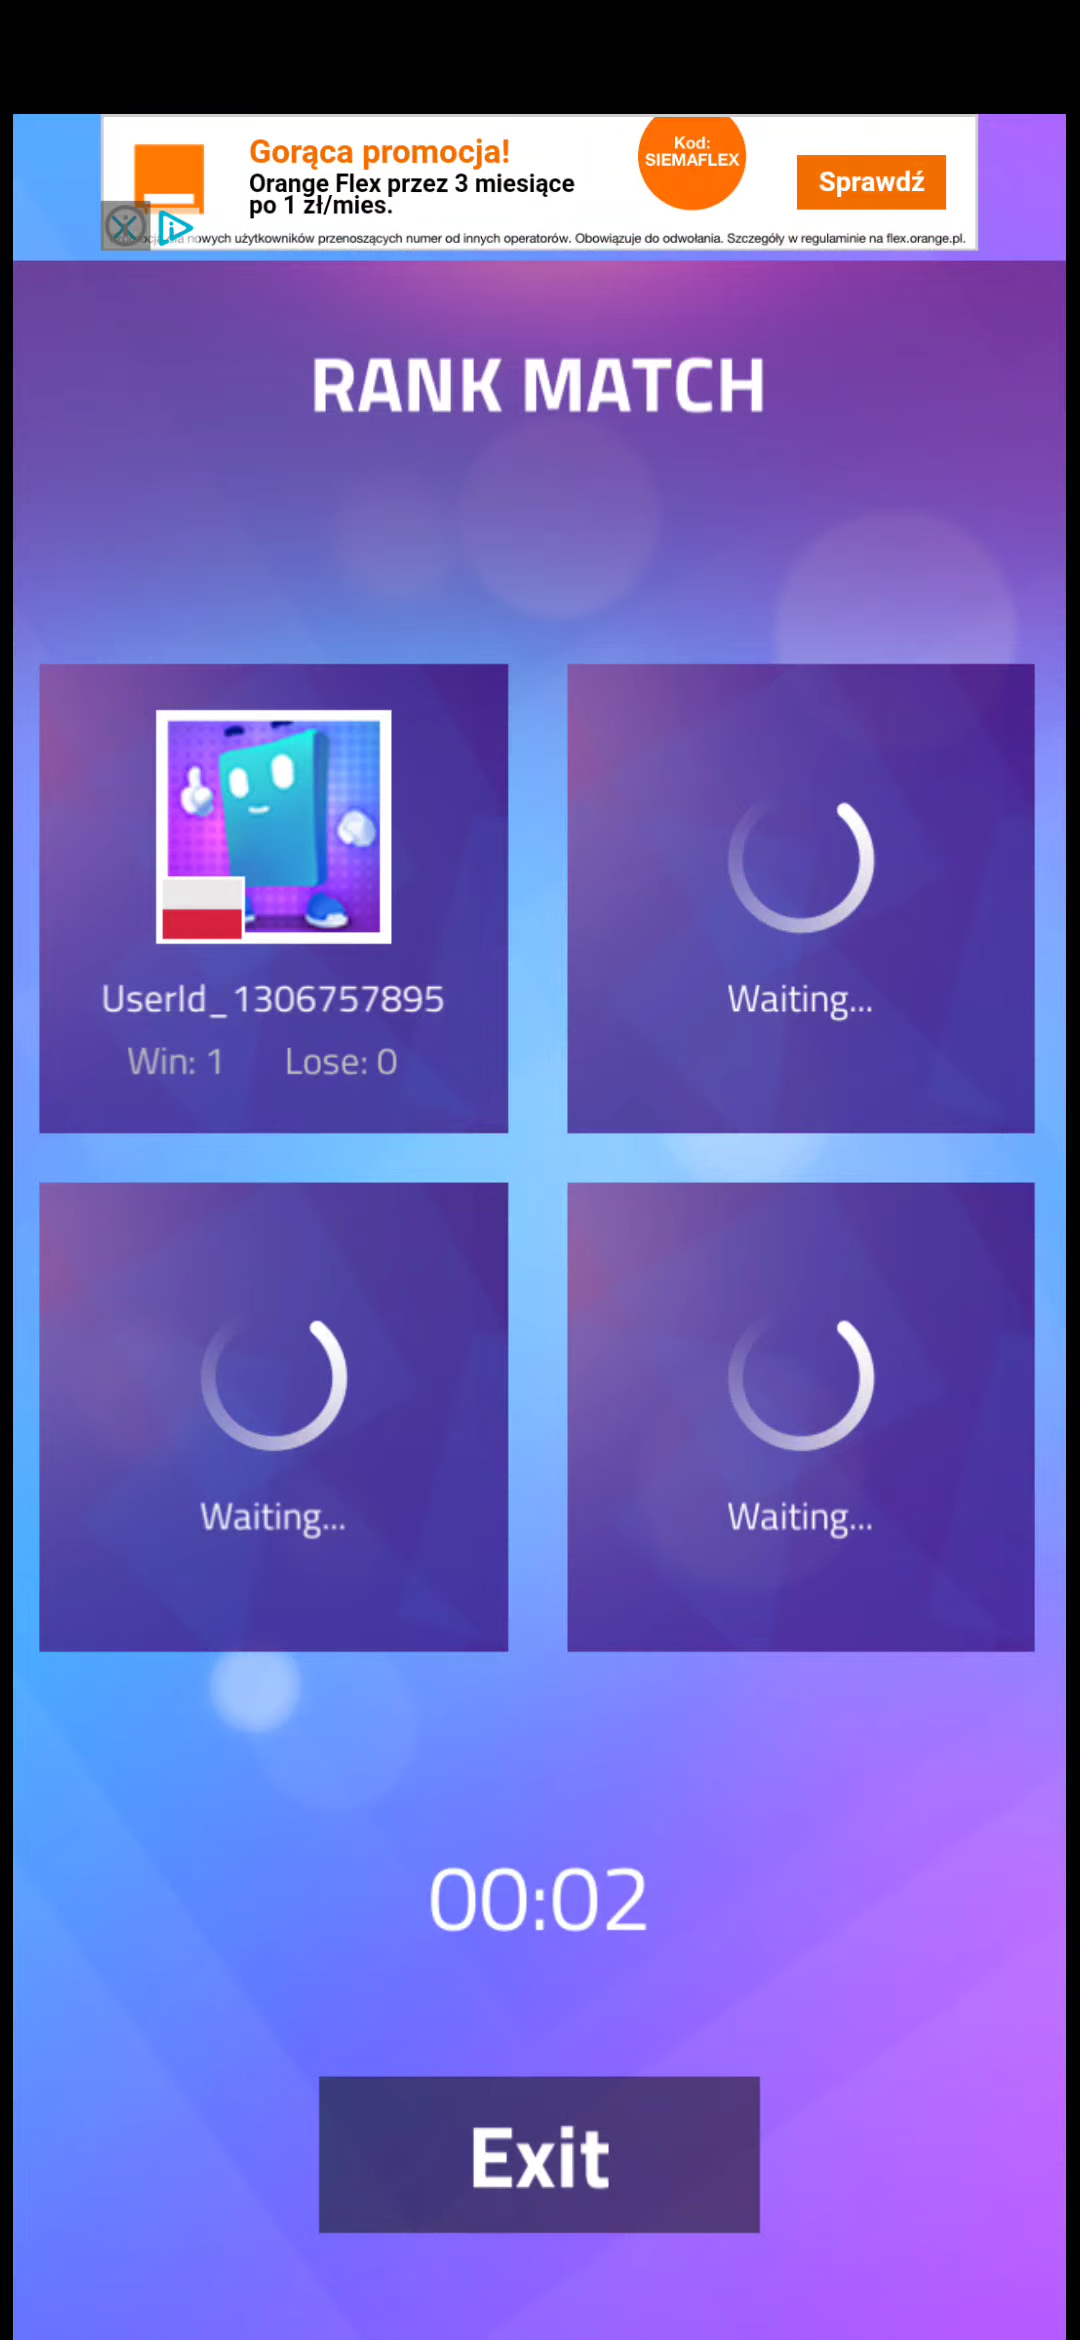 Gorąca promocja!
Orange Flex przez 3 miesiące
po 1 zł/mies.
Kod:
SIEMAFLEX
Sprawdź
nowych użytkowników przenoszących numer od innych operatorów. Obowiązuje do odwołania. Szczegóły w regulaminie na flex.orange.pl.
RANK MATCH
UserId_1306757895
Win: 1 Lose: 0
Waiting...
Waiting...
Waiting...
00:02
Exit